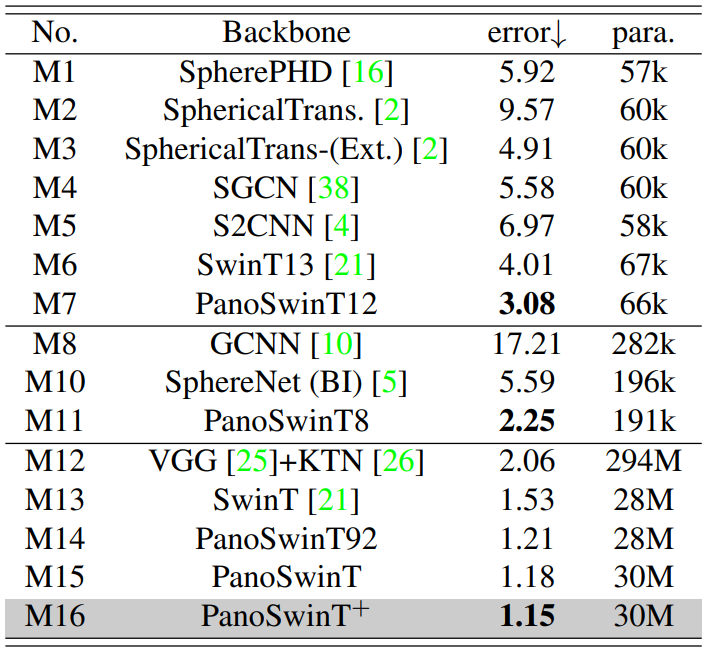 No. Backbone error↓ para.
M1 SpherePHD [16] 5.92 57k
M2 SphericalTrans. [2] 9.57 60k
M3 SphericalTrans-(Ext.) [2] 4.91 60k
M4 SGCN [38] 5.58 60k
M5 S2CNN [4] 6.97 58k
M6 SwinT13 [21] 4.01 67k
M7 PanoSwinT12 3.08 66k
M8 GCNN [10] 17.21 282k
M10 SphereNet (BI) [5] 5.59 196k
M11 PanoSwinT8 2.25 191k
M12 VGG [25]+KTN [26] 2.06 294M
M13 SwinT [21] 1.53 28M
M14 PanoSwinT92 1.21 28M
M15 PanoSwinT 1.18 30M
M16 PanoSwinT+ 1.15 30M